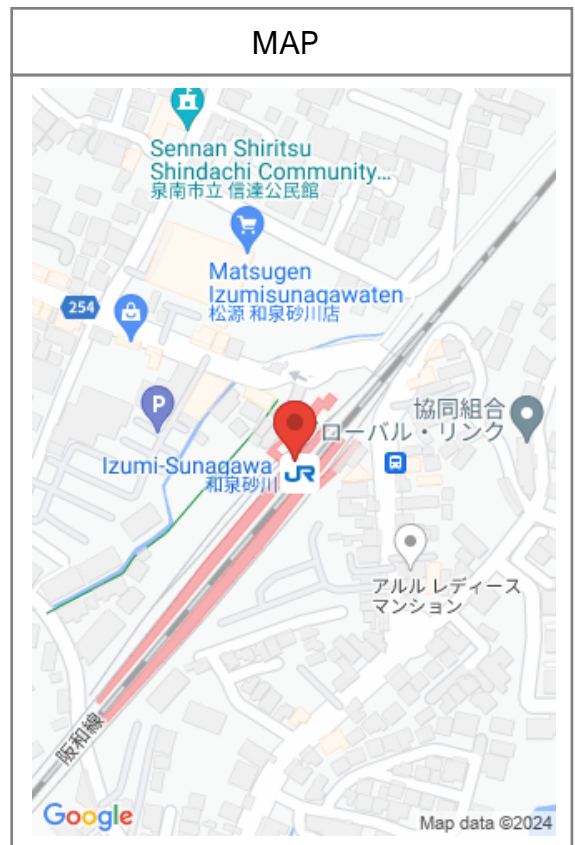 MAP
Sennan Shiritsu
Shindachi Community...
泉南市立 信達公民館
Matsugen
Izumisunagawaten
松源 和泉砂川店
254
P
協同組合
ローバル・リンク
Izumi-Sunagawa
和泉砂川
JR
アルル レディース
マンション
阪和線
Google
Map data ©2024